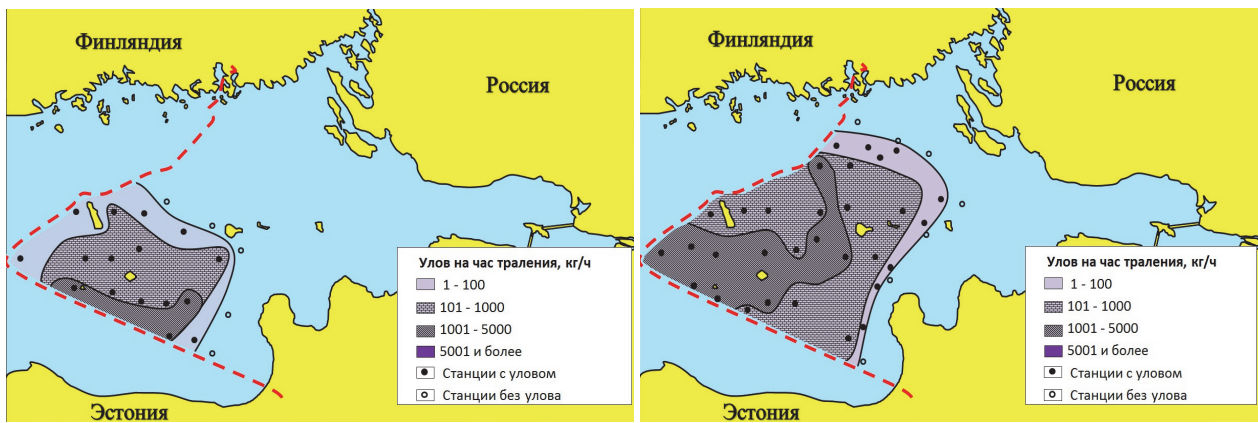 Финляндия
Россия
Эстония
Улов на час траления, кг/ч
1 - 100
101 - 1000
1001 - 5000
5001 и более
Станции с уловом
Станции без улова
Финляндия
Россия
Эстония
Улов на час траления, кг/ч
1 - 100
101 - 1000
1001 - 5000
5001 и более
Станции с уловом
Станции без улова